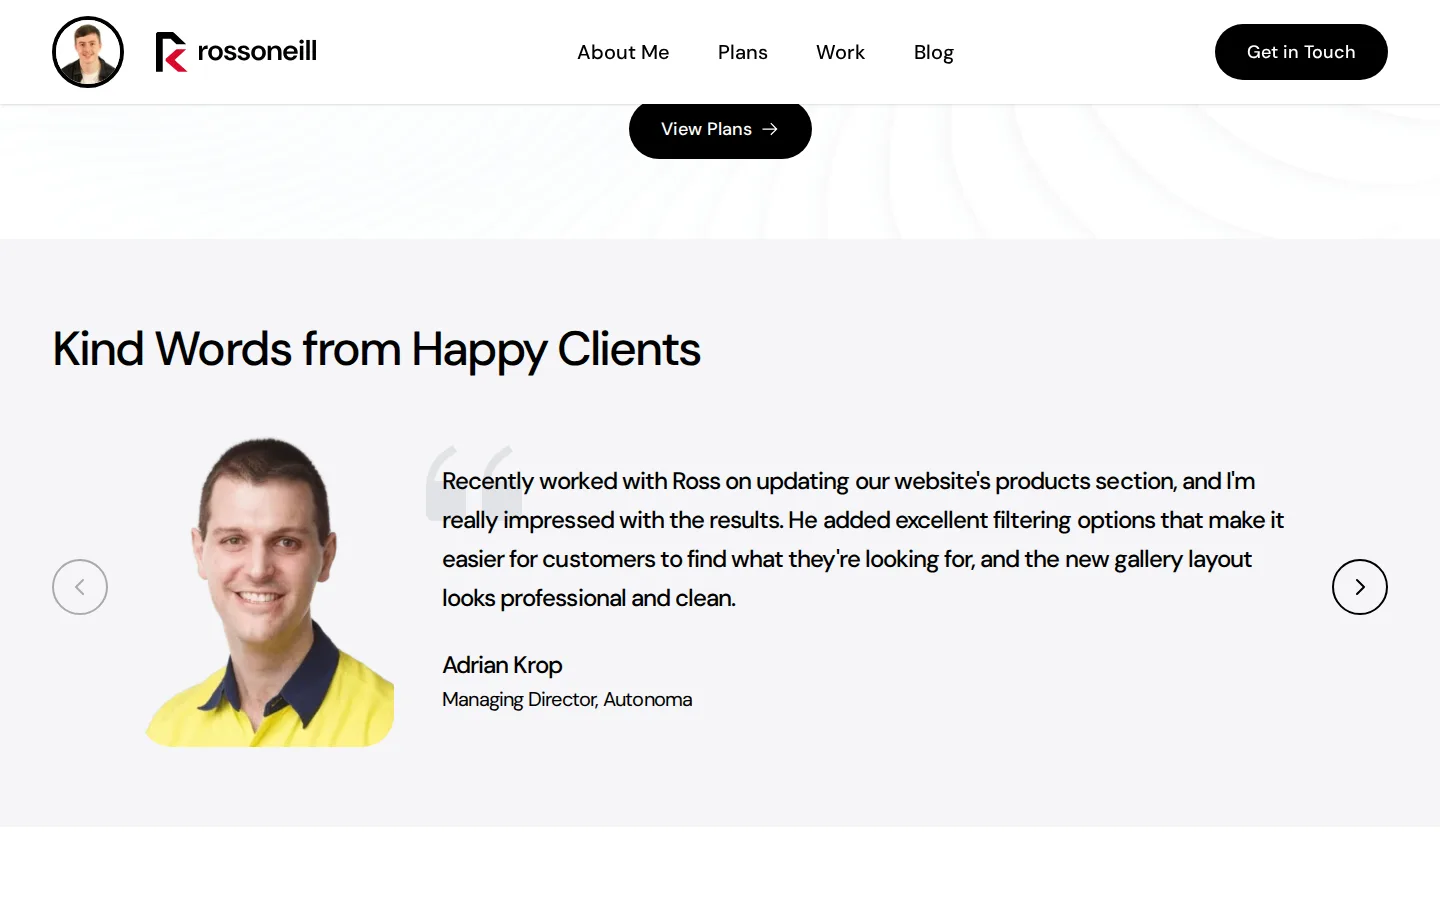 rossoneill
About Me
Plans
Work
Blog
Get in Touch
View Plans
Kind Words from Happy Clients
Recently worked with Ross on updating our website's products section, and I'm
really impressed with the results. He added excellent filtering options that make it
easier for customers to find what they're looking for, and the new gallery layout
looks professional and clean.
Adrian Krop
Managing Director, Autonoma